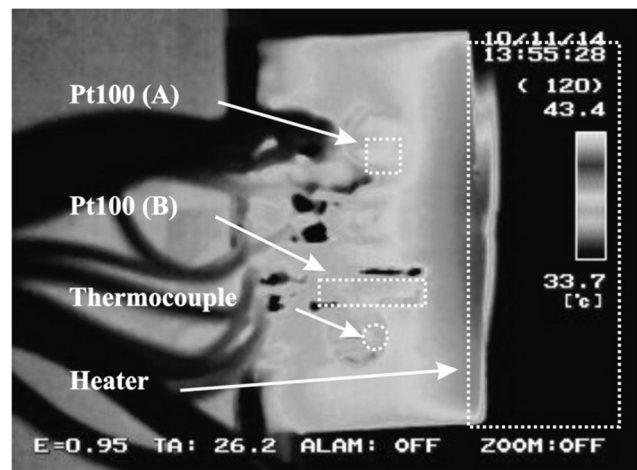 10/11/14
13:55:28
( 120)
43.4
Pt100 (A)
Pt100 (B)
33.7
[°c]
Thermocouple
Heater
E=0.95 TA: 26.2 ALAM: OFF ZOOM:OFF